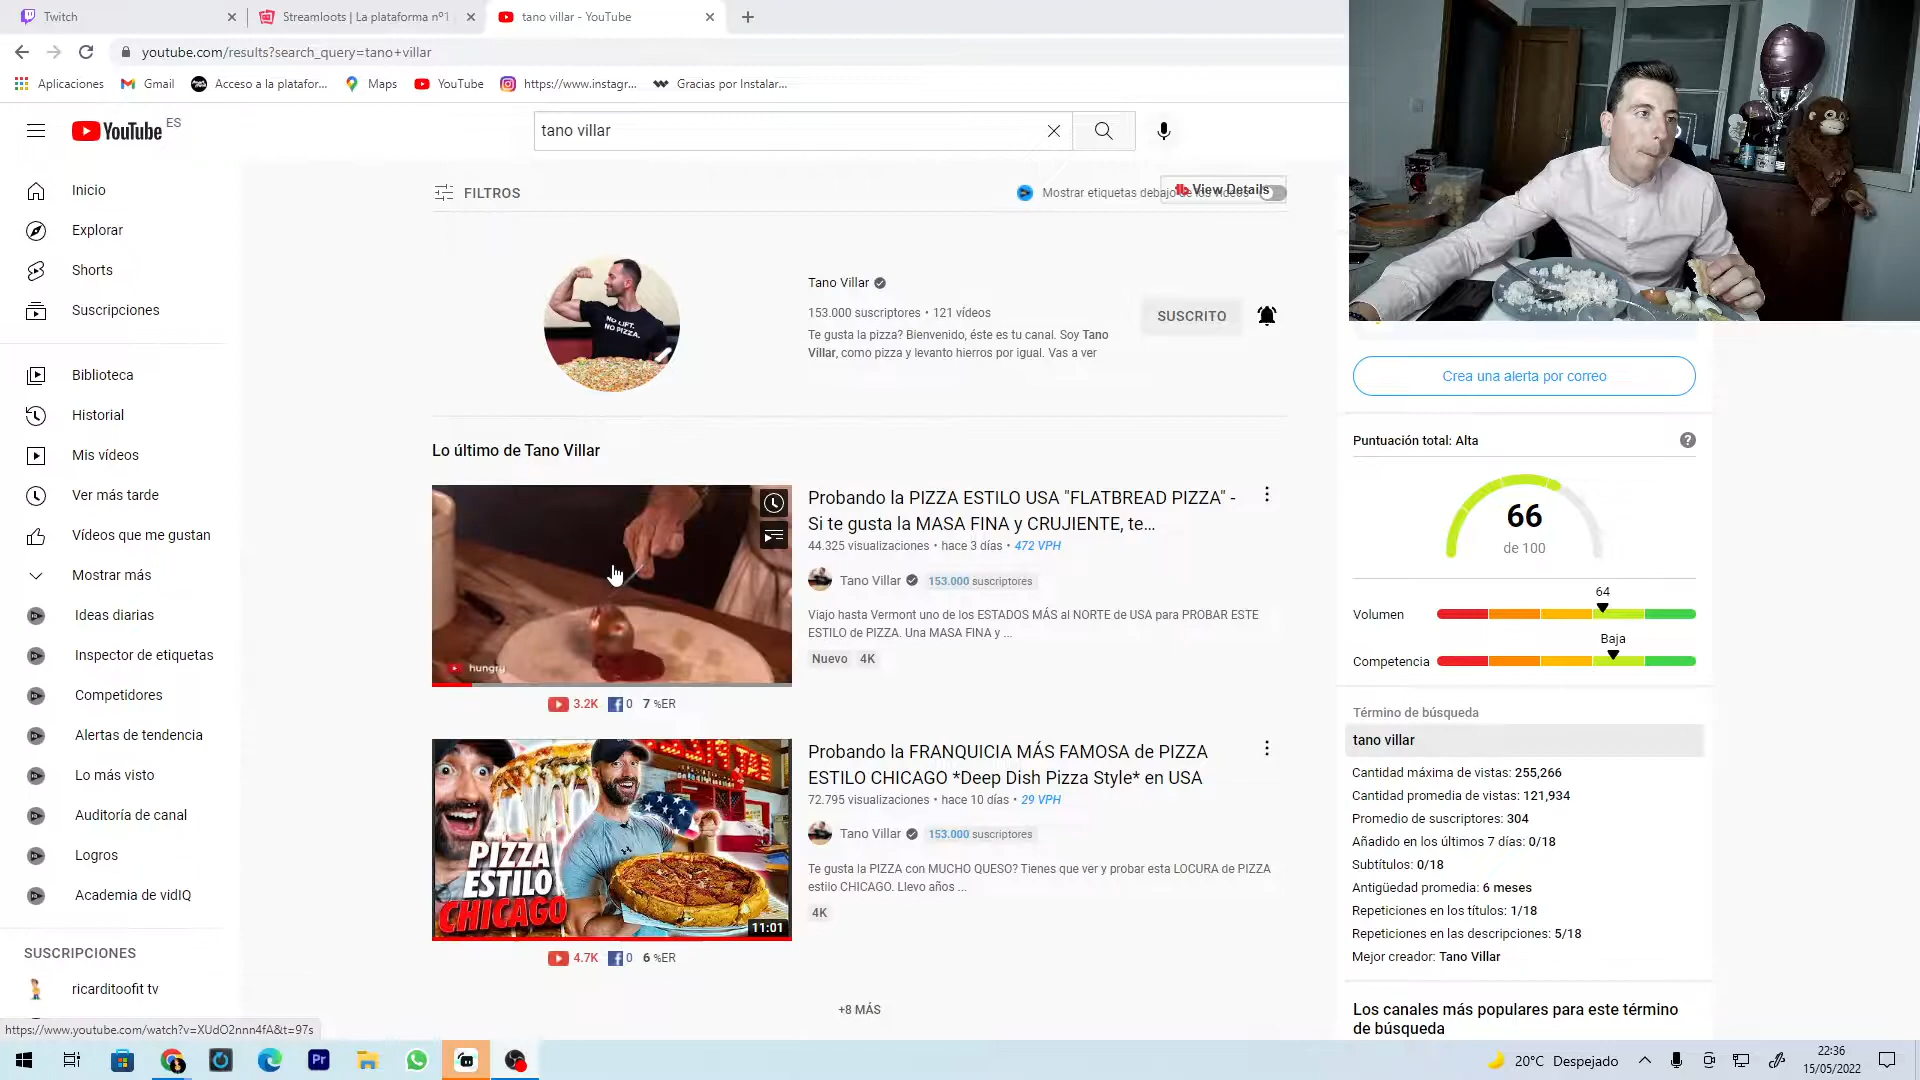 Twitch
Streamloots | La plataforma nº1
tano villar - YouTube
youtube.com/results?search_query=tano+villar
Aplicaciones
Gmail
Acceso a la platafor...
Maps
YouTube
https://www.instagr...
Gracias por Instalar...
YouTube ES
tano villar
Inicio
Explorar
Shorts
Suscripciones
Biblioteca
Historial
Mis vídeos
Ver más tarde
Vídeos que me gustan
Mostrar más
Ideas diarias
Inspector de etiquetas
Competidores
Alertas de tendencia
Lo más visto
Auditoría de canal
Logros
Academia de vidIQ
SUSCRIPCIONES
ricarditoofit tv
https://www.youtube.com/watch?v=XUdO2nnn4fA&t=97s
FILTROS
Mostrar etiquetas debajo de los vídeos
View Details
NO LIFT.
NO PIZZA.
Tano Villar
153.000 suscriptores • 121 vídeos
Te gusta la pizza? Bienvenido, éste es tu canal. Soy Tano
Villar, como pizza y levanto hierros por igual. Vas a ver
SUSCRITO
Lo último de Tano Villar
hungry
Probando la PIZZA ESTILO USA "FLATBREAD PIZZA" -
Si te gusta la MASA FINA y CRUJIENTE, te...
44.325 visualizaciones • hace 3 días • 472 VPH
Tano Villar 153.000 suscriptores
Viajo hasta Vermont uno de los ESTADOS MÁS al NORTE de USA para PROBAR ESTE
ESTILO de PIZZA. Una MASA FINA y ...
Nuevo 4K
3.2K 0 7 %ER
PIZZA
ESTILO
CHICAGO
11:01
Probando la FRANQUICIA MÁS FAMOSA de PIZZA
ESTILO CHICAGO *Deep Dish Pizza Style* en USA
72.795 visualizaciones • hace 10 días • 29 VPH
Tano Villar 153.000 suscriptores
Te gusta la PIZZA con MUCHO QUESO? Tienes que ver y probar esta LOCURA de PIZZA
estilo CHICAGO. Llevo años ...
4K
4.7K 0 6 %ER
+8 MÁS
Crea una alerta por correo
Puntuación total: Alta
66
de 100
64
Volumen
Baja
Competencia
Término de búsqueda
tano villar
Cantidad máxima de vistas: 255,266
Cantidad promedia de vistas: 121,934
Promedio de suscriptores: 304
Añadido en los últimos 7 días: 0/18
Subtítulos: 0/18
Antigüedad promedia: 6 meses
Repeticiones en los títulos: 1/18
Repeticiones en las descripciones: 5/18
Mejor creador: Tano Villar
Los canales más populares para este término
de búsqueda
Pr
20°C Despejado
22:36
15/05/2022